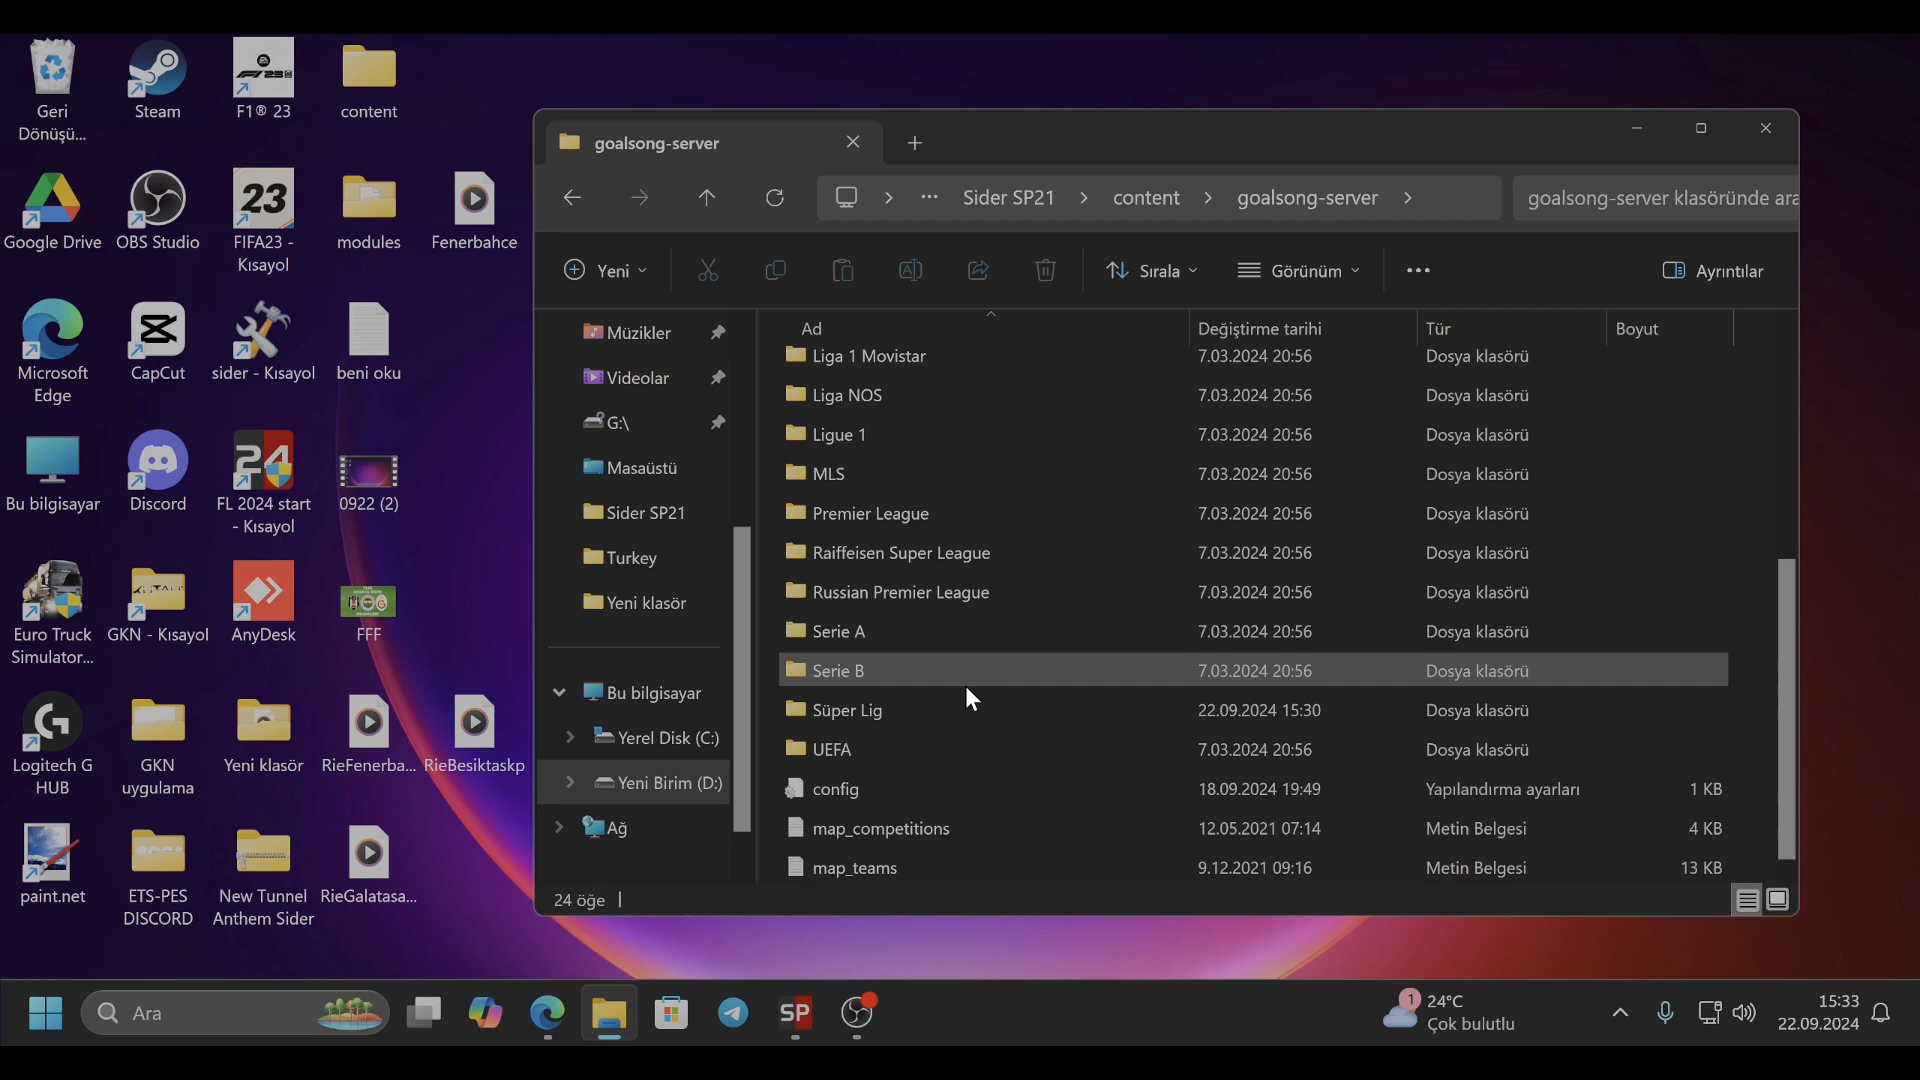 Geri
Dönüşü...
Steam
F1® 23
content
Google Drive
OBS Studio
FIFA23 -
Kısayol
modules
Fenerbahce
Microsoft
Edge
CapCut
sider - Kısayol
beni oku
Bu bilgisayar
Discord
FL 2024 start
- Kısayol
0922 (2)
Euro Truck
Simulator...
GKN - Kısayol
AnyDesk
FFF
Logitech G
HUB
GKN
uygulama
Yeni klasör
RieFenerba...
RieBesiktaskp
paint.net
ETS-PES
DISCORD
New Tunnel
Anthem Sider
RieGalatasa...
goalsong-server
Sider SP21
content
goalsong-server
goalsong-server klasöründe ara
Yeni
Sırala
Görünüm
Ayrıntılar
Müzikler
Videolar
G:\
Masaüstü
Sider SP21
Turkey
Yeni klasör
Bu bilgisayar
Yerel Disk (C:)
Yeni Birim (D:)
Ağ
Ad Değiştirme tarihi Tür Boyut
Liga 1 Movistar 7.03.2024 20:56 Dosya klasörü
Liga NOS 7.03.2024 20:56 Dosya klasörü
Ligue 1 7.03.2024 20:56 Dosya klasörü
MLS 7.03.2024 20:56 Dosya klasörü
Premier League 7.03.2024 20:56 Dosya klasörü
Raiffeisen Super League 7.03.2024 20:56 Dosya klasörü
Russian Premier League 7.03.2024 20:56 Dosya klasörü
Serie A 7.03.2024 20:56 Dosya klasörü
Serie B 7.03.2024 20:56 Dosya klasörü
Süper Lig 22.09.2024 15:30 Dosya klasörü
UEFA 7.03.2024 20:56 Dosya klasörü
config 18.09.2024 19:49 Yapılandırma ayarları 1 KB
map_competitions 12.05.2021 07:14 Metin Belgesi 4 KB
map_teams 9.12.2021 09:16 Metin Belgesi 13 KB
24 öğe
Ara
SP
1
24°C
Çok bulutlu
15:33
22.09.2024